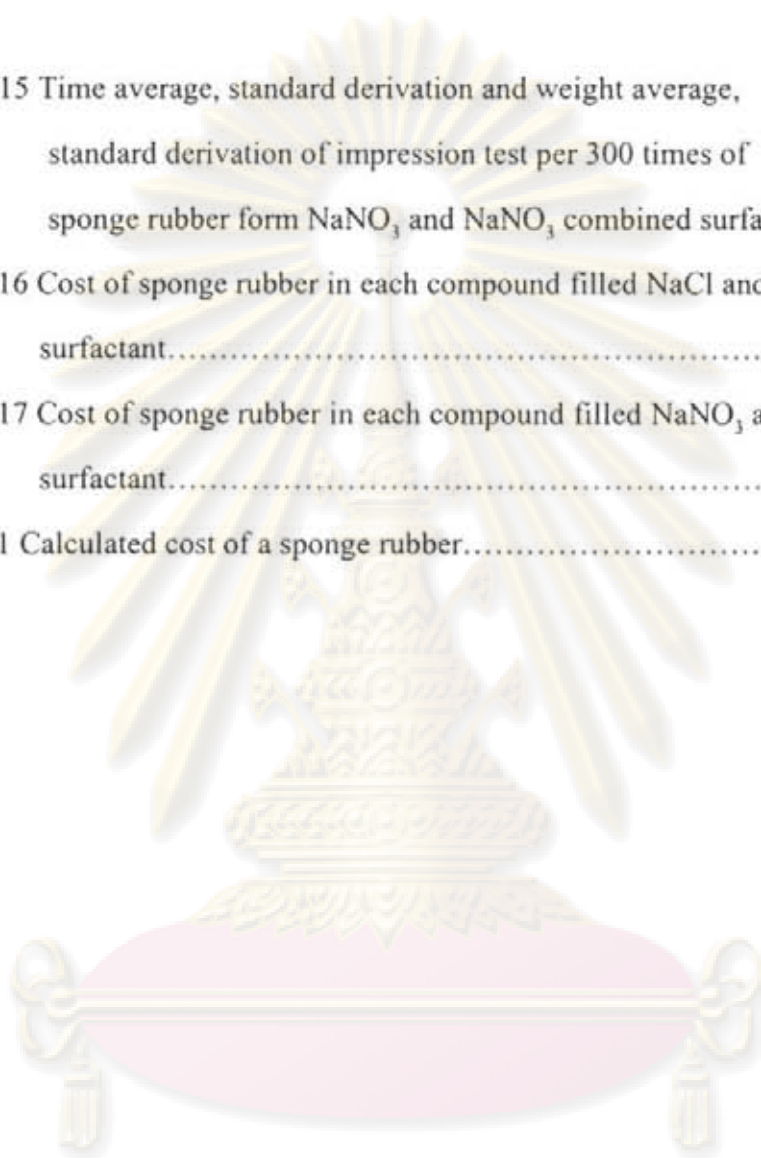 15 Time average, standard derivation and weight average,
standard derivation of impression test per 300 times of
sponge rubber form NaNO₃ and NaNO₃ combined surfa
16 Cost of sponge rubber in each compound filled NaCl and
surfactant........................................................................
17 Cost of sponge rubber in each compound filled NaNO₃ a
surfactant........................................................................
1 Calculated cost of a sponge rubber....................................